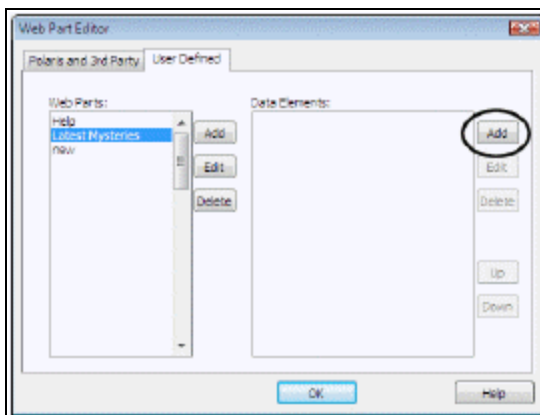 Web Part Editor
Polaris and 3rd Party
User Defined
Web Parts:
Data Elements:
Help
Latest Mysteries
new
Add
Edit
Delete
Add
Edit
Delete
Up
Down
OK
Help